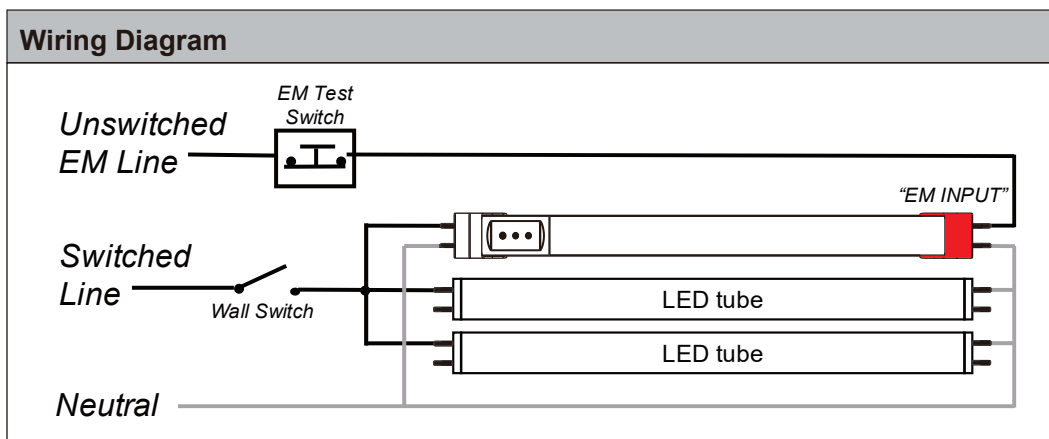 Wiring Diagram
EM Test
Switch
Unswitched
EM Line
“EM INPUT”
Switched
Line
Wall Switch
LED tube
LED tube
Neutral